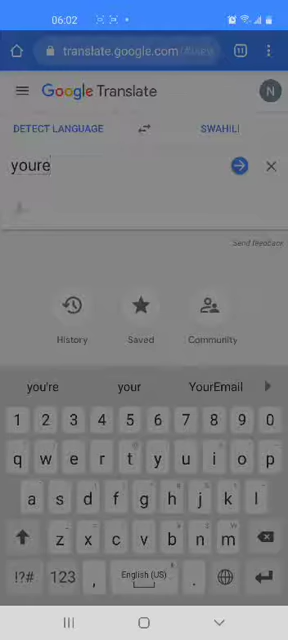 06:02
translate.google.com/
11
Google Translate
N
DETECT LANGUAGE
SWAHILI
youre
Send feedback
History
Saved
Community
you're your YourEmail
1 2 3 4 5 6 7 8 9 0
q w e r t y u i o p
a s d f g h j k l
z x c v b n m
!?# 123 , English (US) .